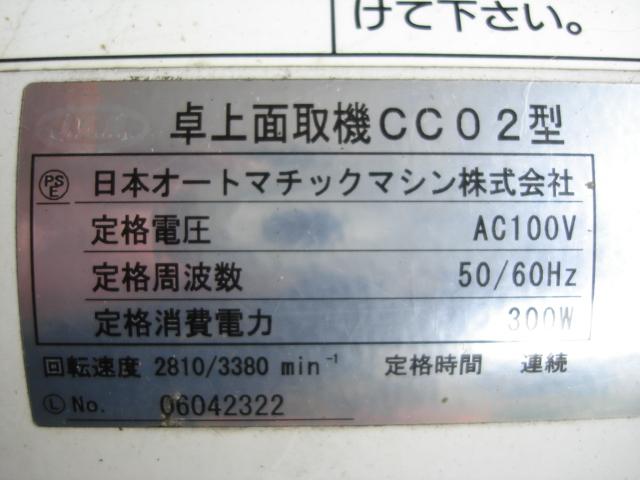 けて下さい。
卓上面取機CC02型
PSE 日本オートマチックマシン株式会社
定格電圧 AC100V
定格周波数 50/60Hz
定格消費電力 300W
回転速度 2810/3380 min⁻¹ 定格時間 連続
Ⓛ No. 06042322